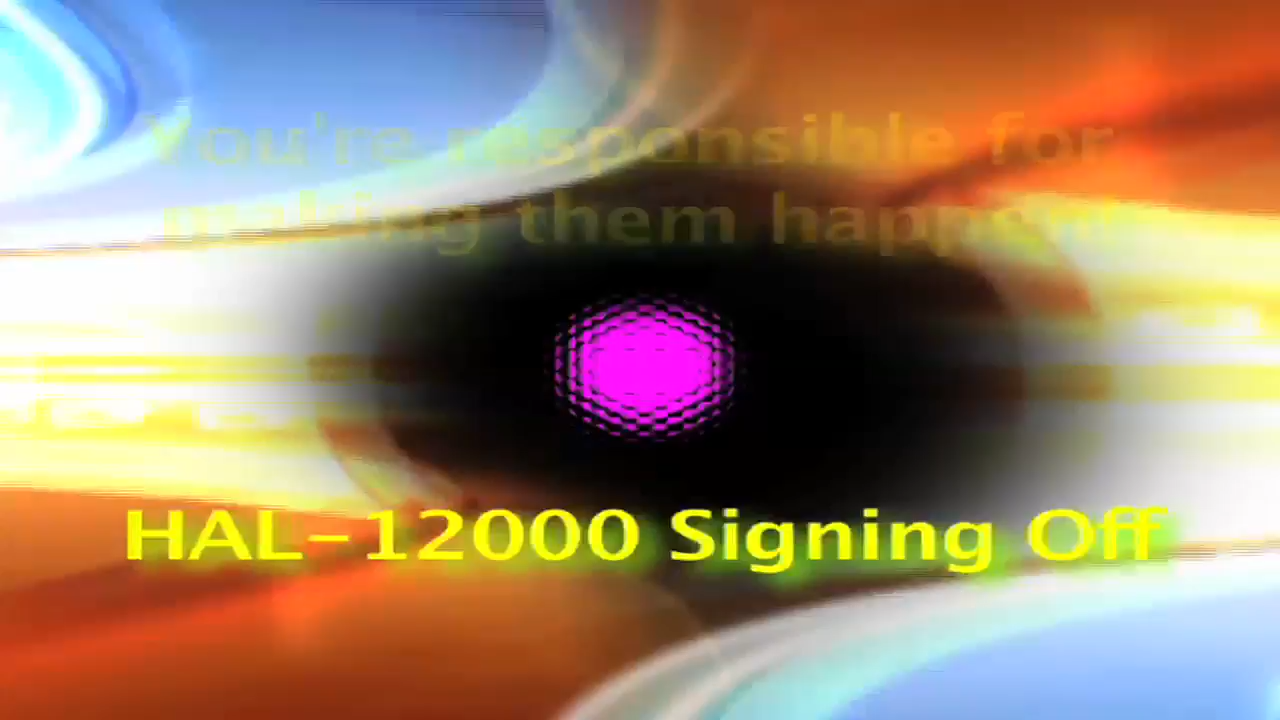 You're responsible for
making them happen!
HAL-12000 Signing Off